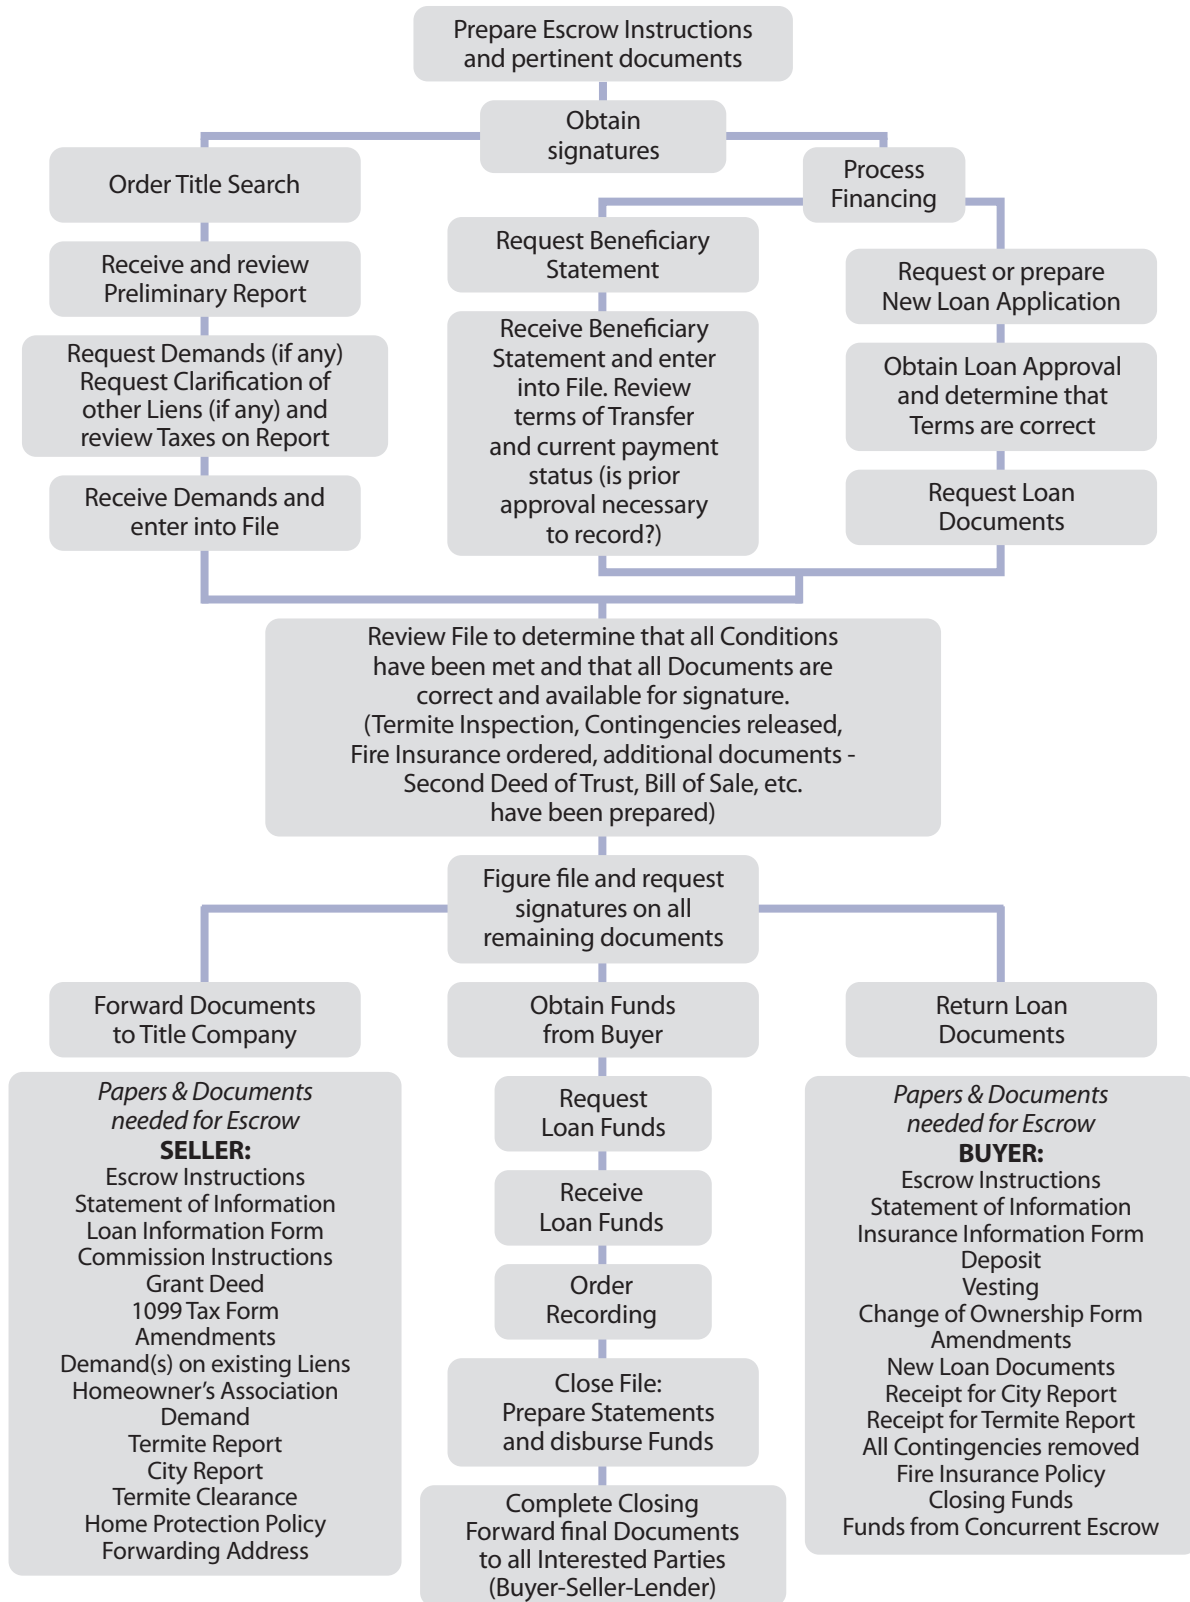 Prepare Escrow Instructions
and pertinent documents
Obtain
signatures
Order Title Search
Process
Financing
Receive and review
Preliminary Report
Request Beneficiary
Statement
Request or prepare
New Loan Application
Request Demands (if any)
Request Clarification of
other Liens (if any) and
review Taxes on Report
Receive Beneficiary
Statement and enter
into File. Review
terms of Transfer
and current payment
status (is prior
approval necessary
to record?)
Obtain Loan Approval
and determine that
Terms are correct
Receive Demands and
enter into File
Request Loan
Documents
Review File to determine that all Conditions
have been met and that all Documents are
correct and available for signature.
(Termite Inspection, Contingencies released,
Fire Insurance ordered, additional documents -
Second Deed of Trust, Bill of Sale, etc.
have been prepared)
Figure file and request
signatures on all
remaining documents
Forward Documents
to Title Company
Obtain Funds
from Buyer
Return Loan
Documents
Papers & Documents
needed for Escrow
SELLER:
Escrow Instructions
Statement of Information
Loan Information Form
Commission Instructions
Grant Deed
1099 Tax Form
Amendments
Demand(s) on existing Liens
Homeowner's Association
Demand
Termite Report
City Report
Termite Clearance
Home Protection Policy
Forwarding Address
Request
Loan Funds
Receive
Loan Funds
Order
Recording
Close File:
Prepare Statements
and disburse Funds
Complete Closing
Forward final Documents
to all Interested Parties
(Buyer-Seller-Lender)
Papers & Documents
needed for Escrow
BUYER:
Escrow Instructions
Statement of Information
Insurance Information Form
Deposit
Vesting
Change of Ownership Form
Amendments
New Loan Documents
Receipt for City Report
Receipt for Termite Report
All Contingencies removed
Fire Insurance Policy
Closing Funds
Funds from Concurrent Escrow